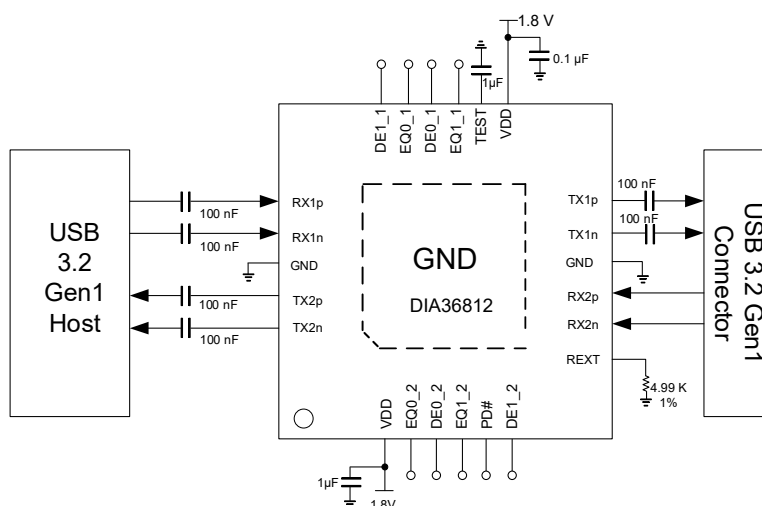 1.8 V
0.1 µF
1µF
DE1_1
EQ0_1
DE0_1
EQ1_1
TEST
VDD
USB
3.2
Gen1
Host
100 nF
100 nF
100 nF
100 nF
RX1p
RX1n
GND
TX2p
TX2n
GND
DIA36812
TX1p
TX1n
GND
RX2p
RX2n
REXT
100 nF
100 nF
4.99 K
1%
USB 3.2 Gen1
Connector
VDD
EQ0_2
DE0_2
EQ1_2
PD#
DE1_2
1µF
1.8V